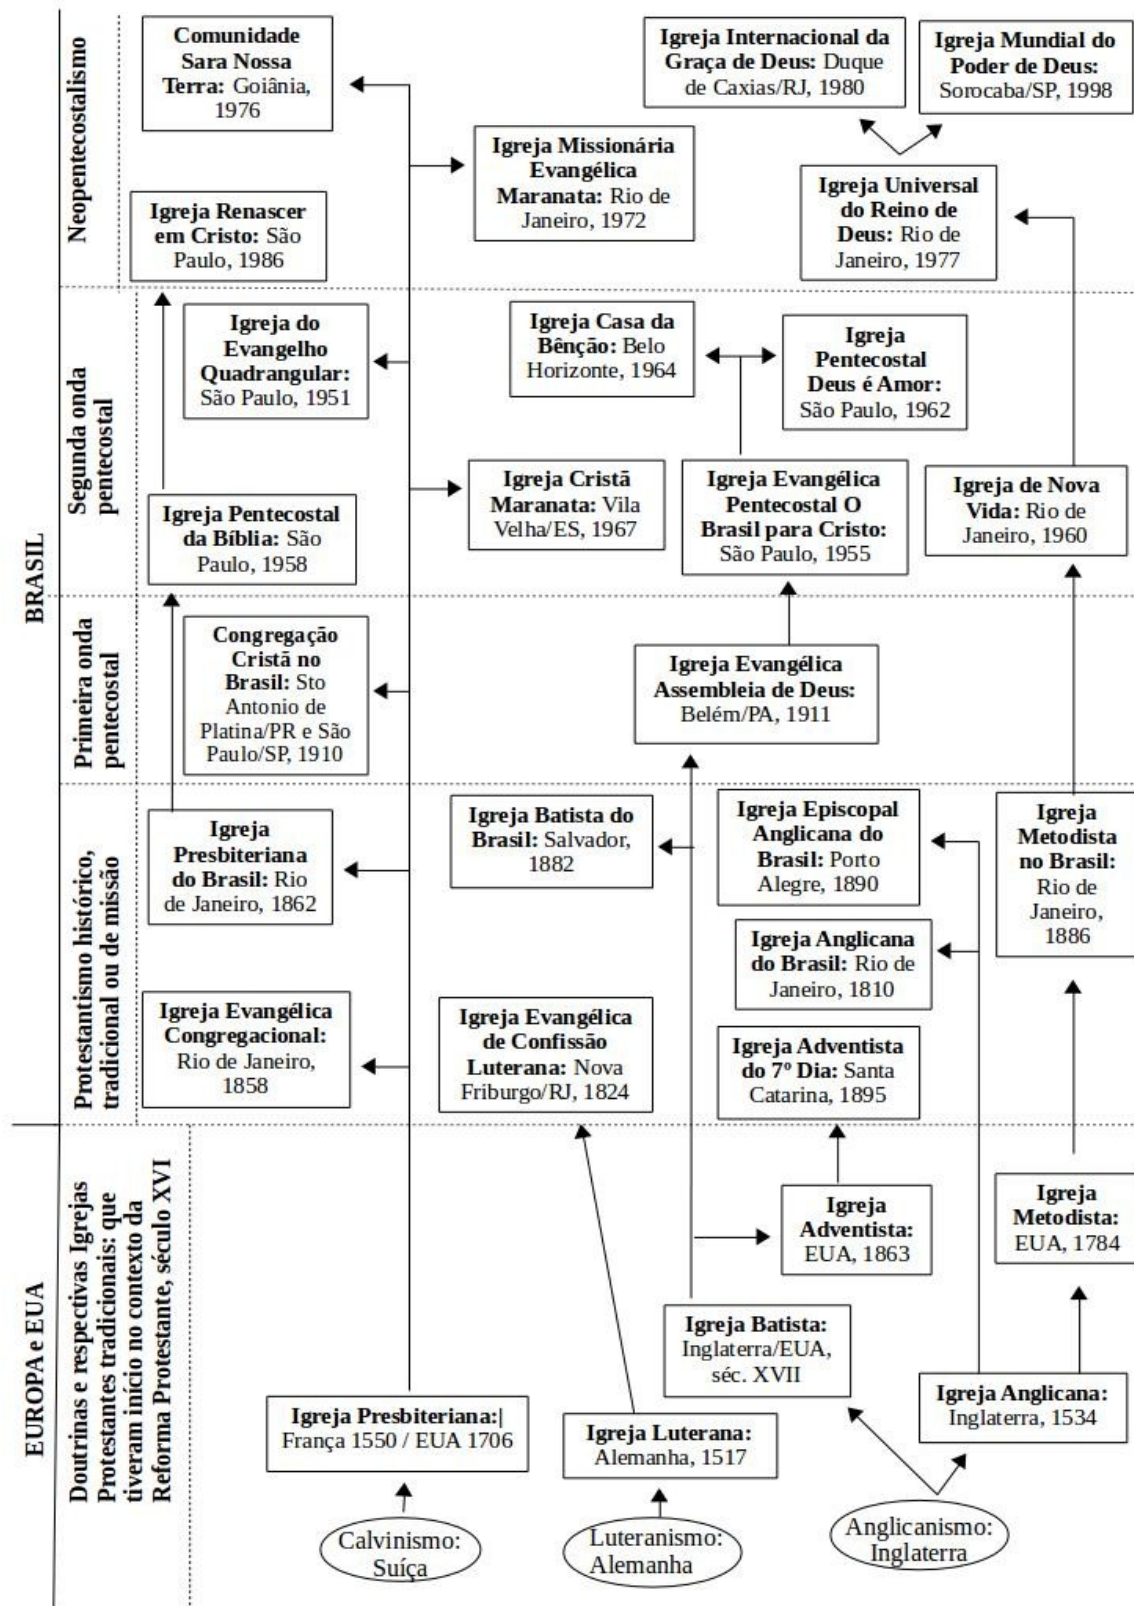 BRASIL
EUROPA e EUA
Neopentecostalismo
Comunidade
Sara Nossa
Terra: Goiânia,
1976
Igreja Internacional da
Graça de Deus: Duque
de Caxias/RJ, 1980
Igreja Mundial do
Poder de Deus:
Sorocaba/SP, 1998
Igreja Missionária
Evangélica
Maranata: Rio de
Janeiro, 1972
Igreja Universal
do Reino de
Deus: Rio de
Janeiro, 1977
Igreja Renascer
em Cristo: São
Paulo, 1986
Segunda onda
pentecostal
Igreja do
Evangelho
Quadrangular:
São Paulo, 1951
Igreja Casa da
Bênção: Belo
Horizonte, 1964
Igreja
Pentecostal
Deus é Amor:
São Paulo, 1962
Igreja Pentecostal
da Bíblia: São
Paulo, 1958
Igreja Cristã
Maranata: Vila
Velha/ES, 1967
Igreja Evangélica
Pentecostal O
Brasil para Cristo:
São Paulo, 1955
Igreja de Nova
Vida: Rio de
Janeiro, 1960
Primeira onda
pentecostal
Congregação
Cristã no
Brasil: Sto
Antonio de
Platina/PR e São
Paulo/SP, 1910
Igreja Evangélica
Assembleia de Deus:
Belém/PA, 1911
Protestantismo histórico,
tradicional ou de missão
Igreja
Presbiteriana
do Brasil: Rio
de Janeiro, 1862
Igreja Batista do
Brasil: Salvador,
1882
Igreja Episcopal
Anglicana do
Brasil: Porto
Alegre, 1890
Igreja
Metodista
no Brasil:
Rio de
Janeiro,
1886
Igreja Anglicana
do Brasil: Rio de
Janeiro, 1810
Igreja Evangélica
Congregacional:
Rio de Janeiro,
1858
Igreja Evangélica
de Confissão
Luterana: Nova
Friburgo/RJ, 1824
Igreja Adventista
do 7º Dia: Santa
Catarina, 1895
Doutrinas e respectivas Igrejas
Protestantes tradicionais: que
tiveram início no contexto da
Reforma Protestante, século XVI
Igreja
Adventista:
EUA, 1863
Igreja
Metodista:
EUA, 1784
Igreja Batista:
Inglaterra/EUA,
séc. XVII
Igreja Presbiteriana:|
França 1550 / EUA 1706
Igreja Luterana:
Alemanha, 1517
Igreja Anglicana:
Inglaterra, 1534
Calvinismo:
Suíça
Luteranismo:
Alemanha
Anglicanismo:
Inglaterra